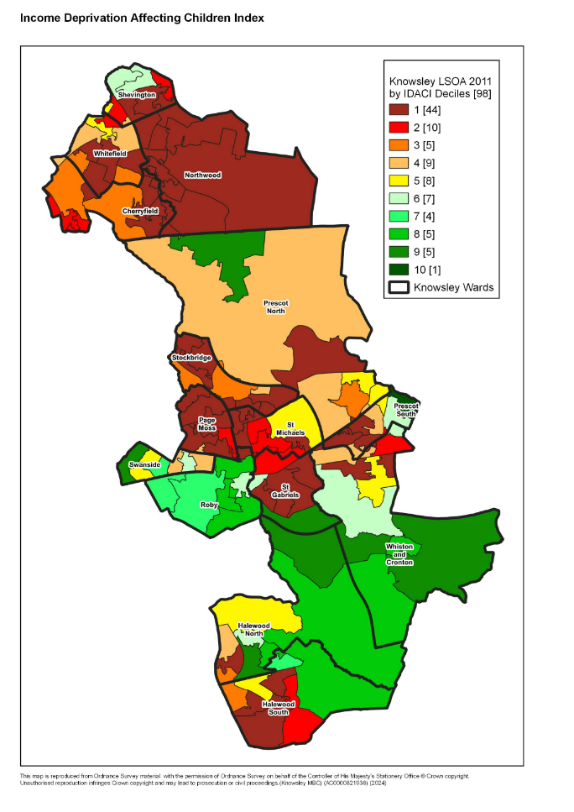 Income Deprivation Affecting Children Index
Knowsley LSOA 2011
by IDACI Deciles [98]
1 [44]
2 [10]
3 [5]
4 [9]
5 [8]
6 [7]
7 [4]
8 [5]
9 [5]
10 [1]
Knowsley Wards
Shevington
Whitefield
Northwood
Cherryfield
Prescot
North
Stockbridge
Prescot
South
Page
Moss
St
Michaels
Swanside
St
Gabriels
Roby
Whiston
and
Cronton
Halewood
North
Halewood
South
This map is reproduced from Ordnance Survey material with the permission of Ordnance Survey on behalf of the Controller of His Majesty's Stationery Office © Crown copyright.
Unauthorised reproduction infringes Crown copyright and may lead to prosecution or civil proceedings.(Knowsley MBC) (AC0000821938) (2024)